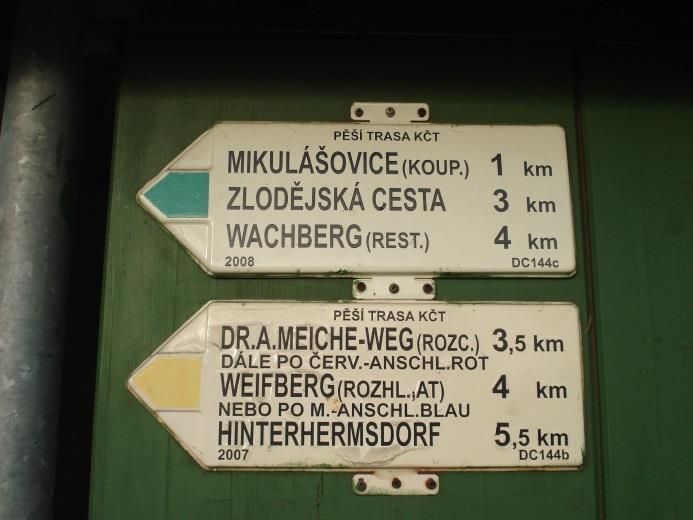 PĚŠÍ TRASA KČT
MIKULÁŠOVICE (KOUP.) 1 km
ZLODĚJSKÁ CESTA 3 km
WACHBERG (REST.) 4 km
2008 DC144c
PĚŠÍ TRASA KČT
DR.A.MEICHE-WEG (ROZC.) 3,5 km
DÁLE PO ČERV.-ANSCHL.ROT
WEIFBERG (ROZHL.,AT) 4 km
NEBO PO M.-ANSCHL.BLAU
HINTERHERMSDORF 5,5 km
2007 DC144b